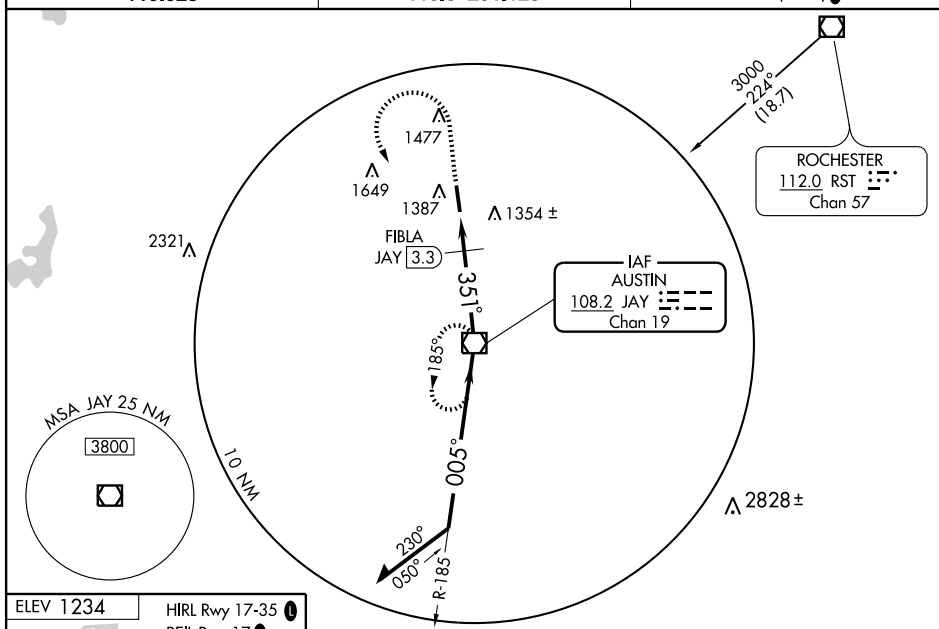 3000
224°
(18.7)
ROCHESTER
112.0 RST
Chan 57
1477
1649
1387
1354 ±
2321
FIBLA
JAY 3.3
351°
IAF
AUSTIN
108.2 JAY
Chan 19
185°
MSA JAY 25 NM
3800
005°
10 NM
2828 ±
230°
050°
R-185
ELEV 1234
HIRL Rwy 17-35 L